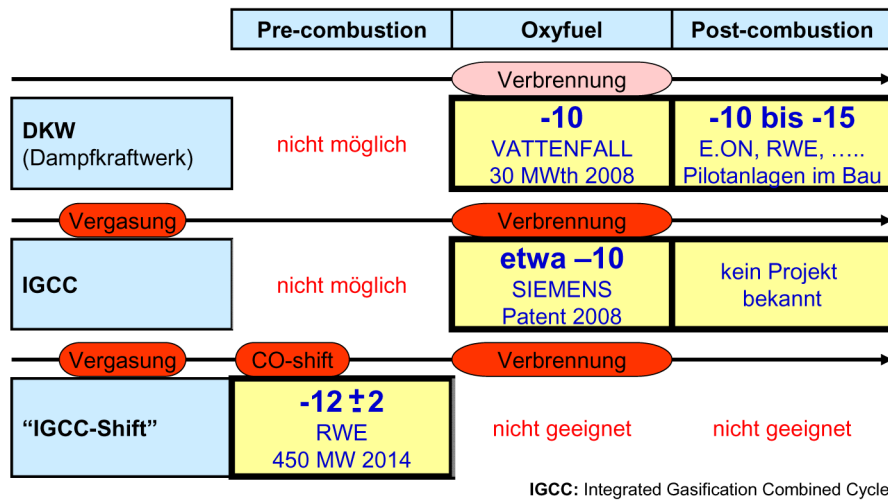 Pre-combustion Oxyfuel Post-combustion
Verbrennung
DKW
(Dampfkraftwerk)
nicht möglich
-10
VATTENFALL
30 MWth 2008
-10 bis -15
E.ON, RWE, .....
Pilotanlagen im Bau
Vergasung Verbrennung
IGCC
nicht möglich
etwa –10
SIEMENS
Patent 2008
kein Projekt
bekannt
Vergasung CO-shift Verbrennung
“IGCC-Shift”
-12 ± 2
RWE
450 MW 2014
nicht geeignet
nicht geeignet
IGCC: Integrated Gasification Combined Cycle